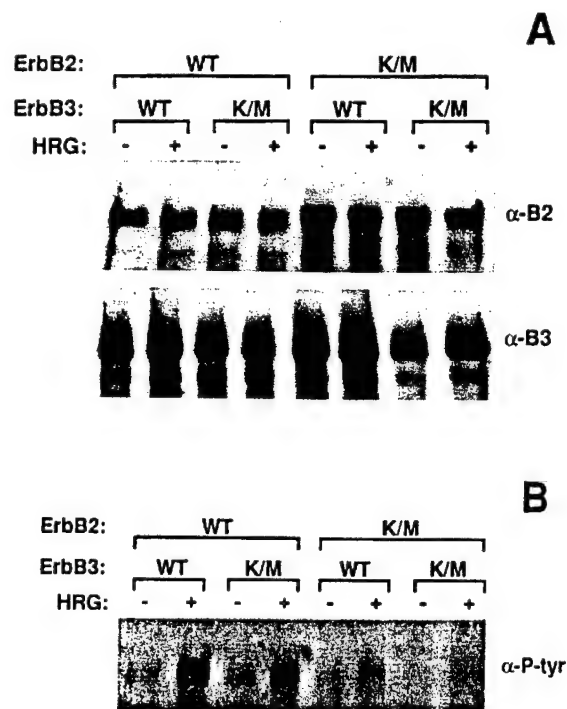 A
ErbB2: WT K/M
ErbB3: WT K/M WT K/M
HRG: - + - + - + - +
α-B2
α-B3
B
ErbB2: WT K/M
ErbB3: WT K/M WT K/M
HRG: - + - + - + - +
α-P-tyr